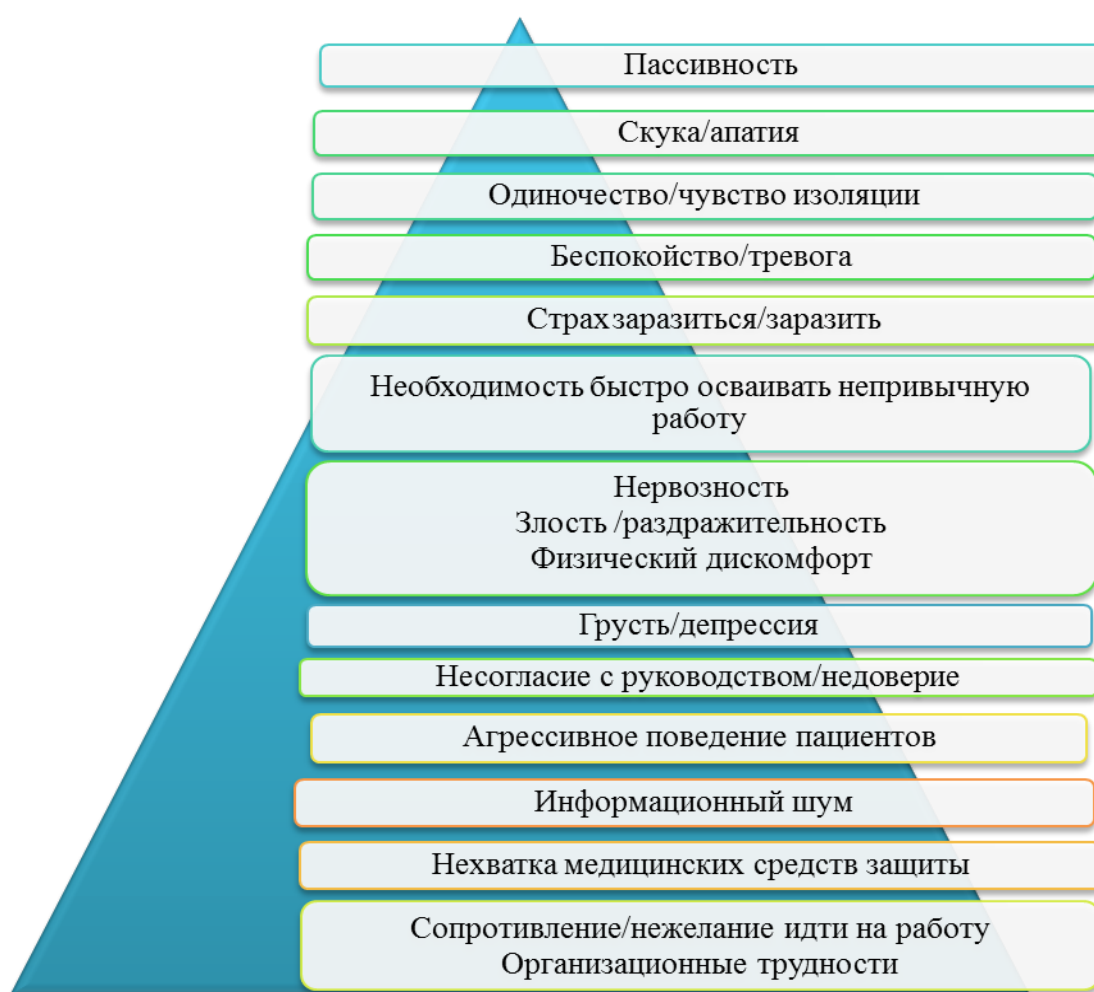 Пассивность
Скука/апатия
Одиночество/чувство изоляции
Беспокойство/тревога
Страх заразиться/заразить
Необходимость быстро осваивать непривычную
работу
Нервозность
Злость /раздражительность
Физический дискомфорт
Грусть/депрессия
Несогласие с руководством/недоверие
Агрессивное поведение пациентов
Информационный шум
Нехватка медицинских средств защиты
Сопротивление/нежелание идти на работу
Организационные трудности